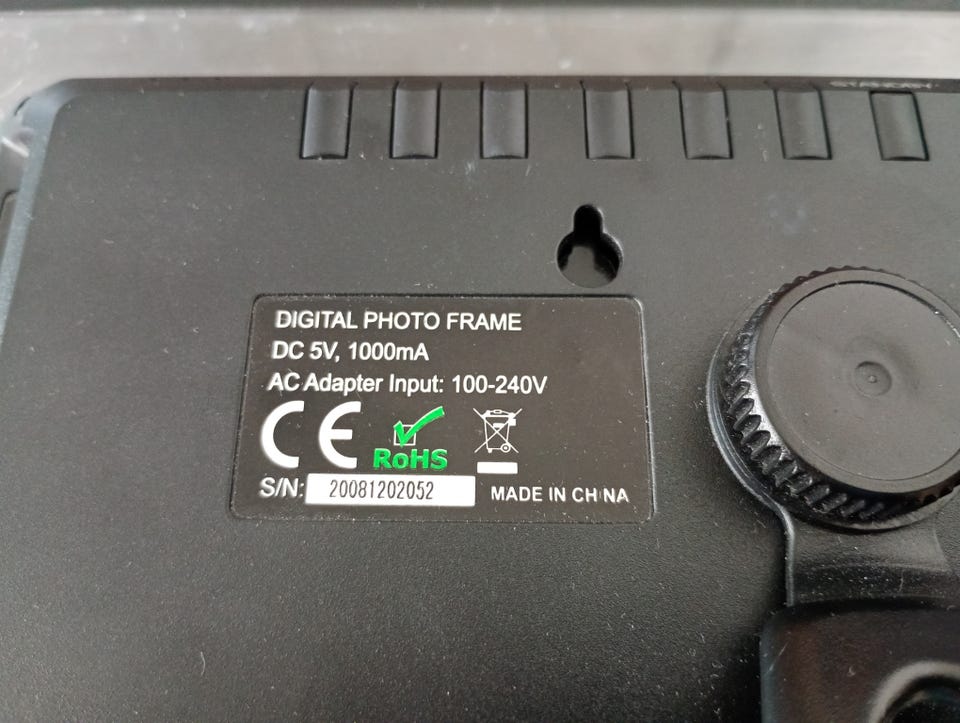 DIGITAL PHOTO FRAME
DC 5V, 1000mA
AC Adapter Input: 100-240V
CE RoHS
S/N: 20081202052 MADE IN CHINA